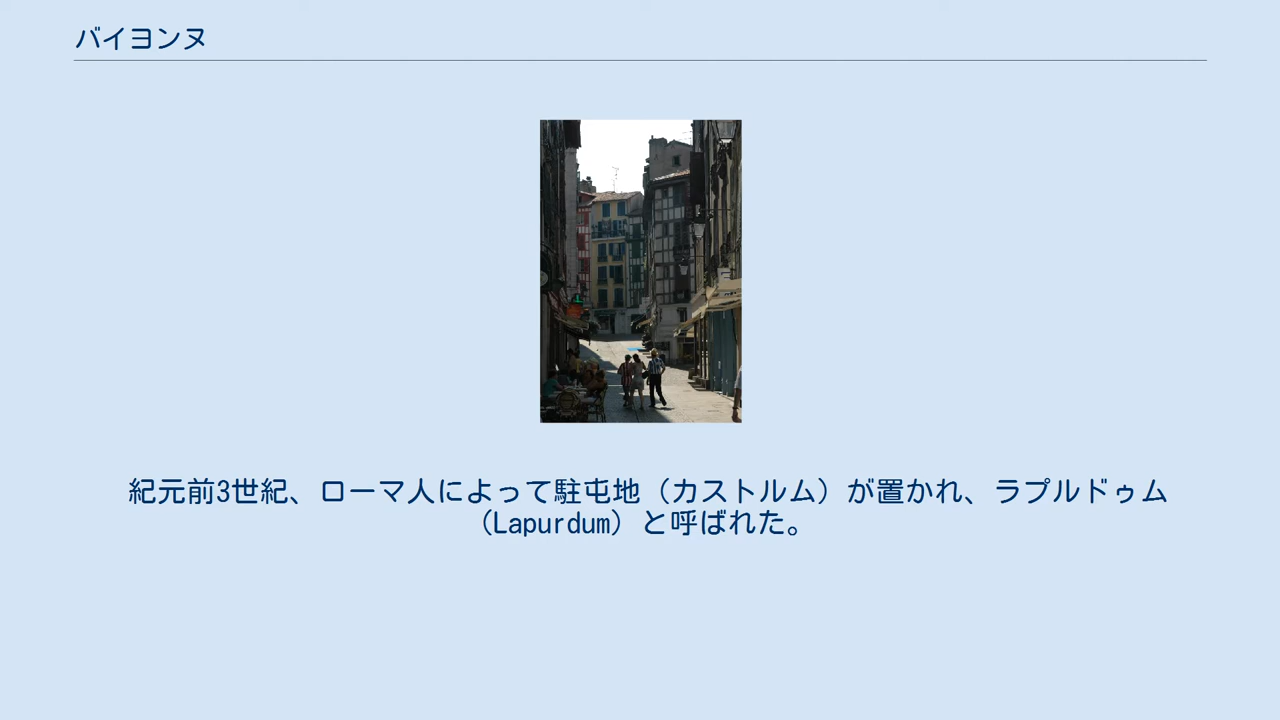 バイヨンヌ
紀元前3世紀、ローマ人によって駐屯地（カストルム）が置かれ、ラプルドゥム
（Lapurdum）と呼ばれた。